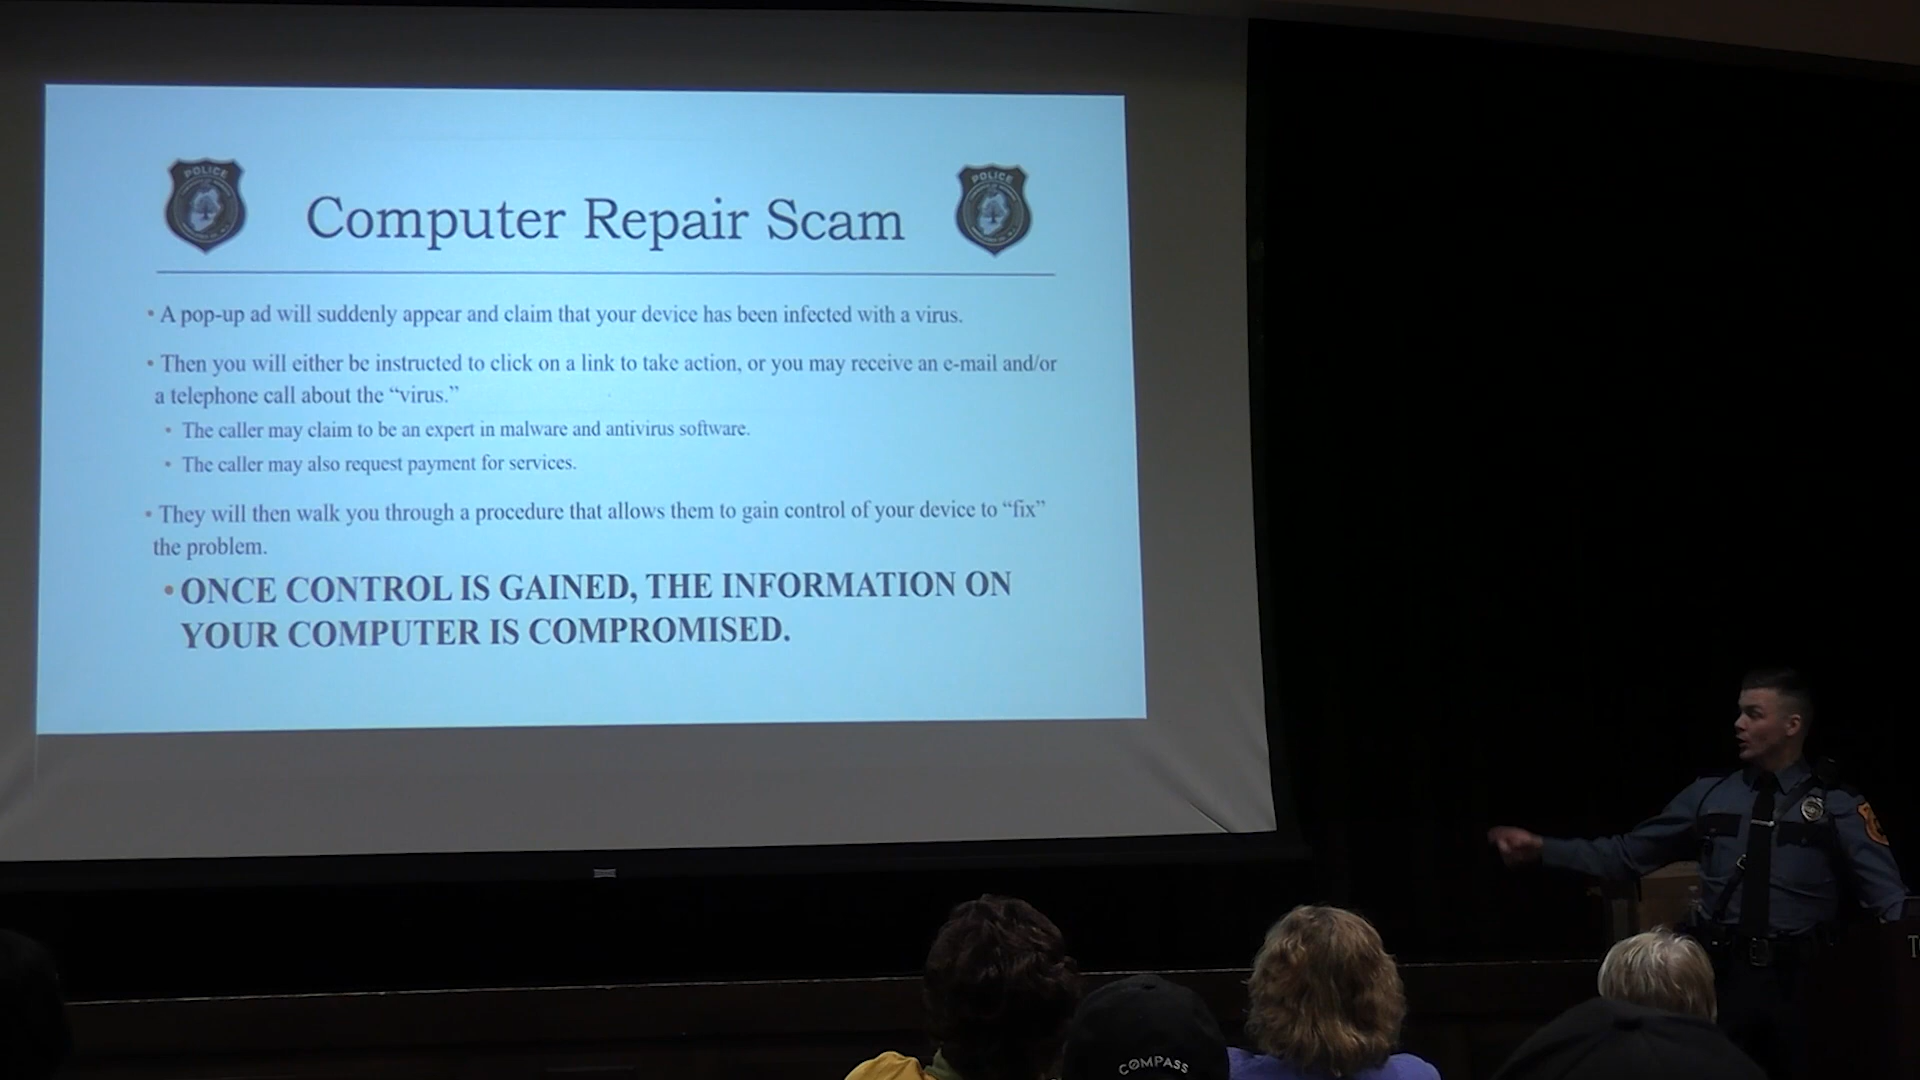 POLICE
POLICE
Computer Repair Scam
• A pop-up ad will suddenly appear and claim that your device has been infected with a virus.
• Then you will either be instructed to click on a link to take action, or you may receive an e-mail and/or
a telephone call about the “virus.”
• The caller may claim to be an expert in malware and antivirus software.
• The caller may also request payment for services.
• They will then walk you through a procedure that allows them to gain control of your device to “fix”
the problem.
• ONCE CONTROL IS GAINED, THE INFORMATION ON
YOUR COMPUTER IS COMPROMISED.
COMPASS